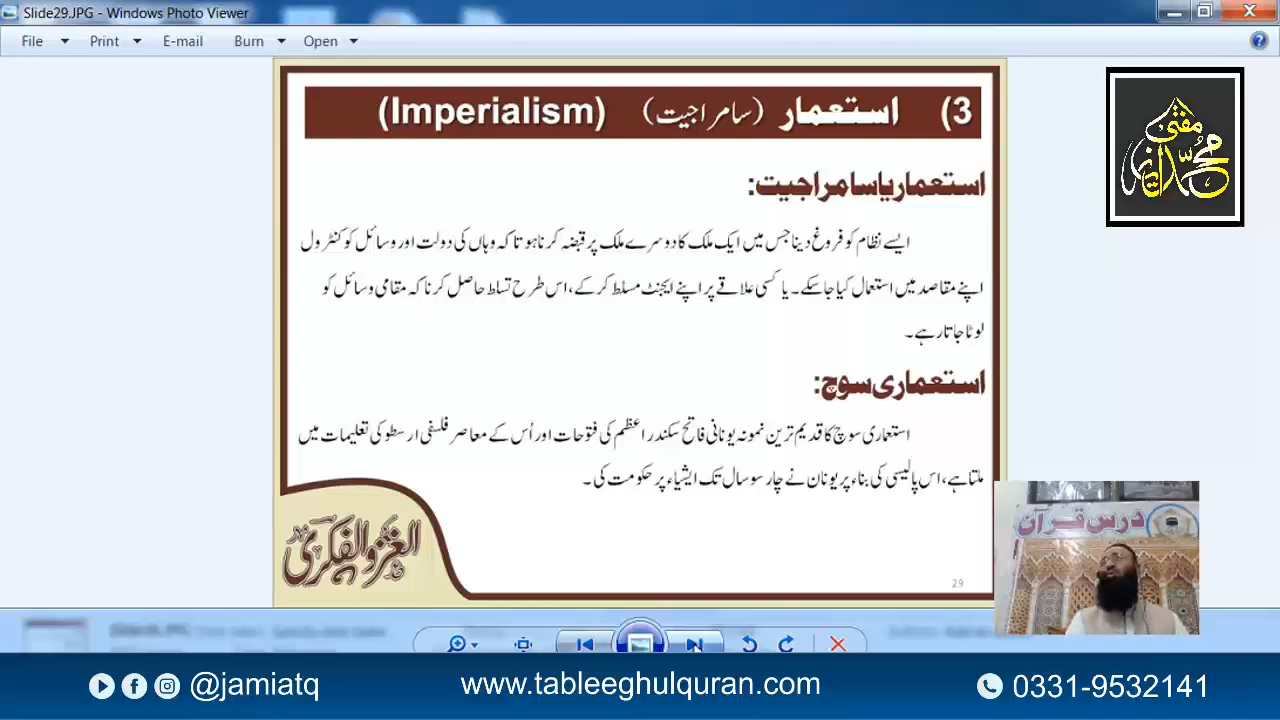 Slide29.JPG - Windows Photo Viewer
File Print E-mail Burn Open
3) استعمار (سامراجیت) (Imperialism)
استعمار یا سامراجیت:
ایسے نظام کو فروغ دینا جس میں ایک ملک کا دوسرے ملک پر قبضہ کرنا ہو تاکہ وہاں کی دولت اور وسائل کو کنٹرول
اپنے مقاصد میں استعمال کیا جاسکے۔ یا کسی علاقے پر اپنے ایجنٹ مسلط کر کے، اس طرح تسلط حاصل کرنا کہ مقامی وسائل کو
لوٹا جاتا رہے۔
استعماری سوچ:
استعماری سوچ کا قدیم ترین نمونہ یونانی فاتح سکندر اعظم کی فتوحات اور اُس کے معاصر فلسفی ارسطو کی تعلیمات میں
ملتا ہے، اس پالیسی کی بناء پر یونان نے چار سو سال تک ایشیاء پر حکومت کی۔
الغزو الفکری
29
مفتی
محمد
درس قرآن
@jamiatq
www.tableeghulquran.com
0331-9532141